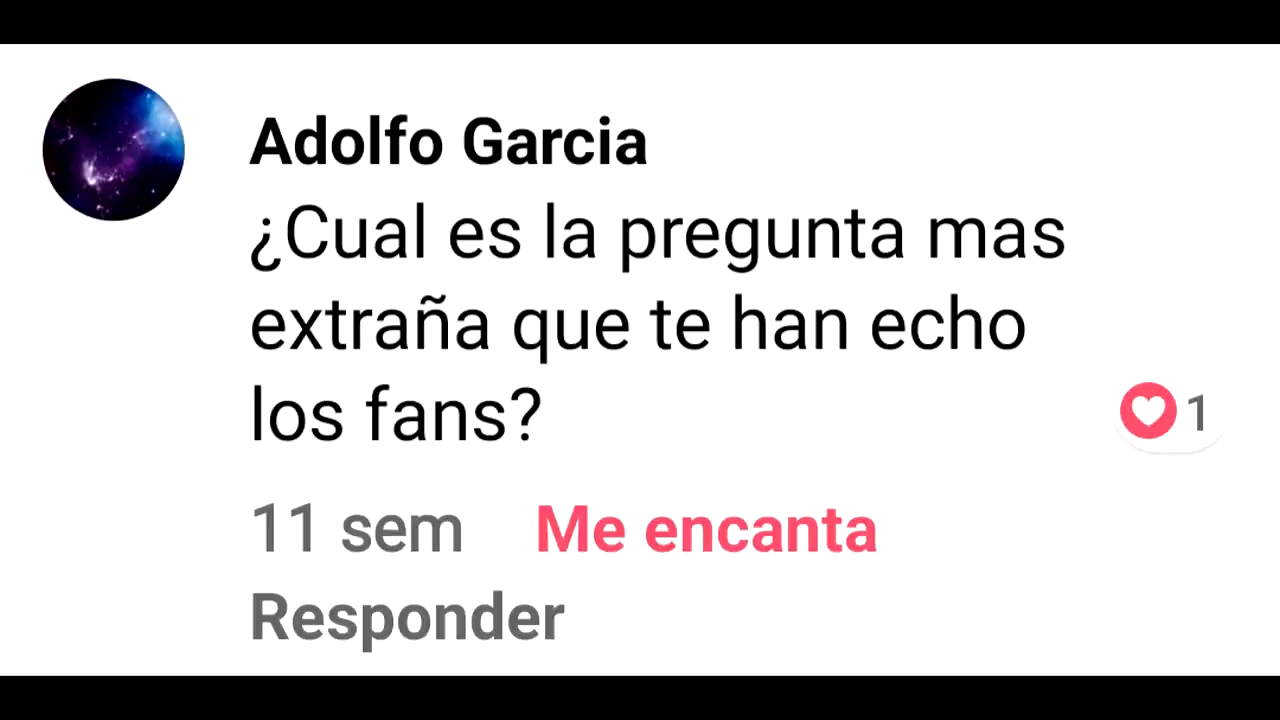 Adolfo Garcia
¿Cual es la pregunta mas
extraña que te han echo
los fans?
1
11 sem Me encanta
Responder